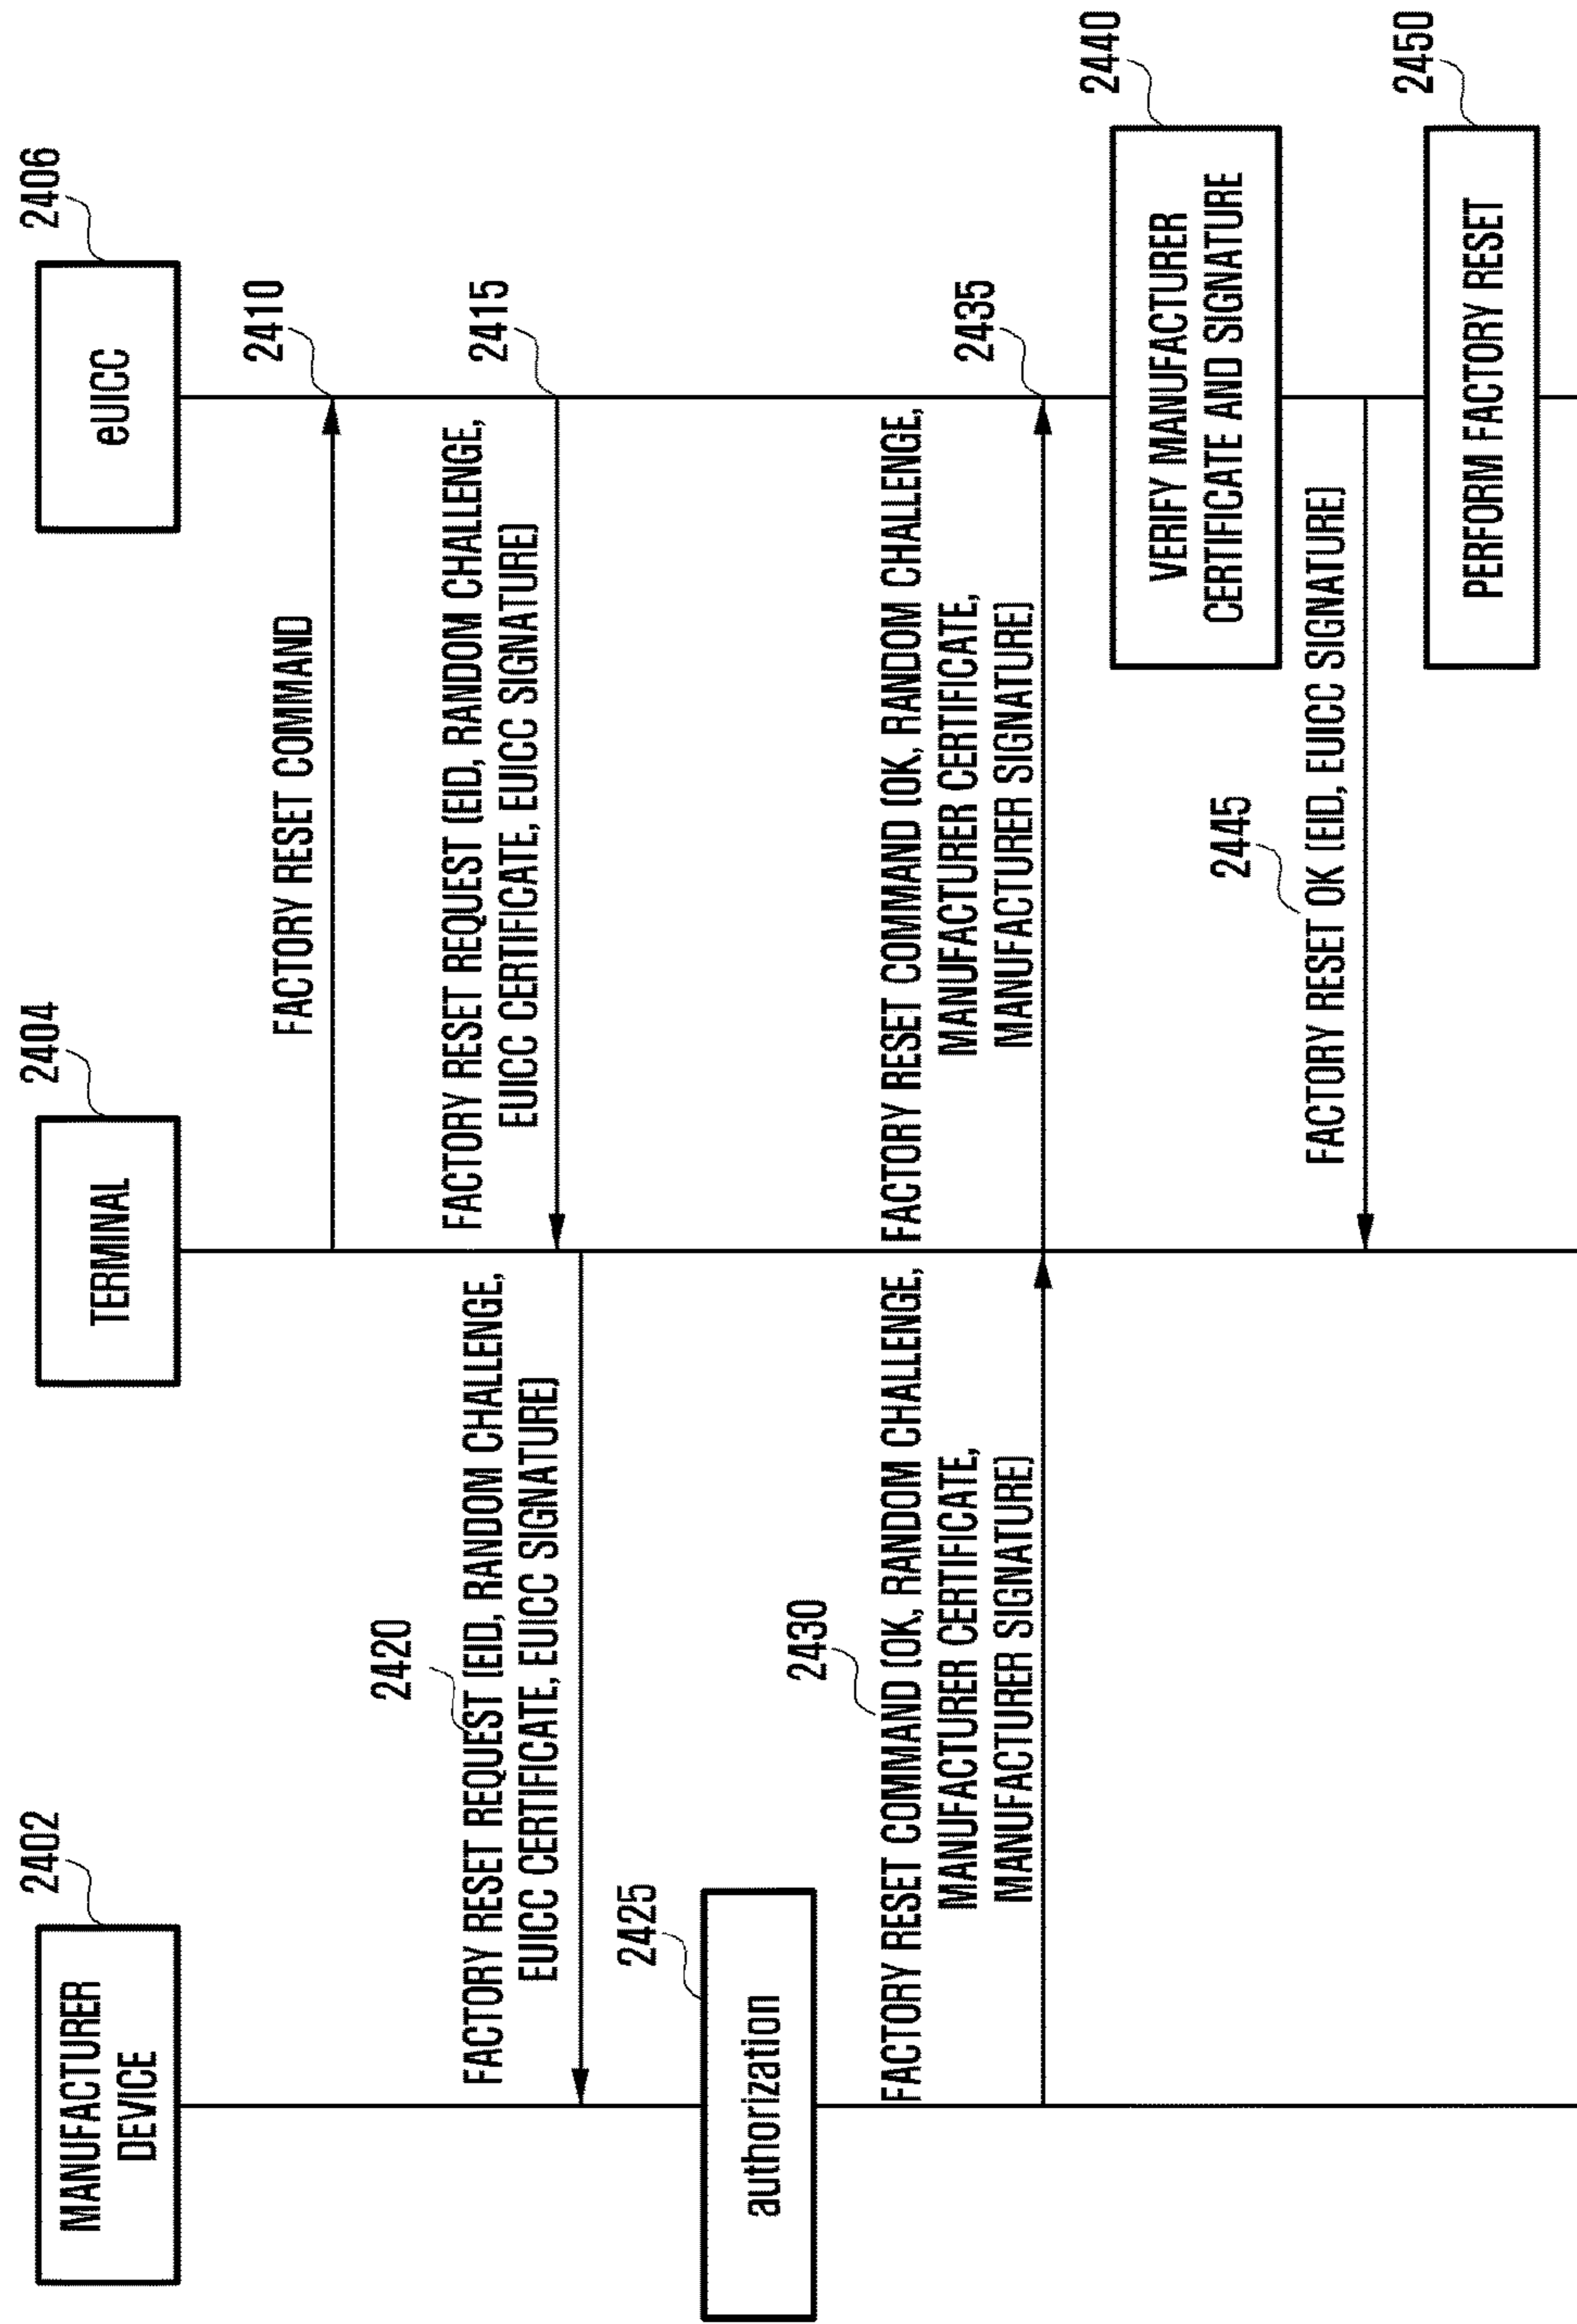 2402
2404
2406
MANUFACTURER
DEVICE
TERMINAL
eUICC
2410
FACTORY RESET COMMAND
2415
FACTORY RESET REQUEST (EID, RANDOM CHALLENGE,
EUICC CERTIFICATE, EUICC SIGNATURE)
2420
FACTORY RESET REQUEST (EID, RANDOM CHALLENGE,
EUICC CERTIFICATE, EUICC SIGNATURE)
2425
authorization
2430
FACTORY RESET COMMAND (OK, RANDOM CHALLENGE,
MANUFACTURER CERTIFICATE,
MANUFACTURER SIGNATURE)
2435
FACTORY RESET COMMAND (OK, RANDOM CHALLENGE,
MANUFACTURER CERTIFICATE,
MANUFACTURER SIGNATURE)
2440
VERIFY MANUFACTURER
CERTIFICATE AND SIGNATURE
2445
FACTORY RESET OK (EID, EUICC SIGNATURE)
2450
PERFORM FACTORY RESET